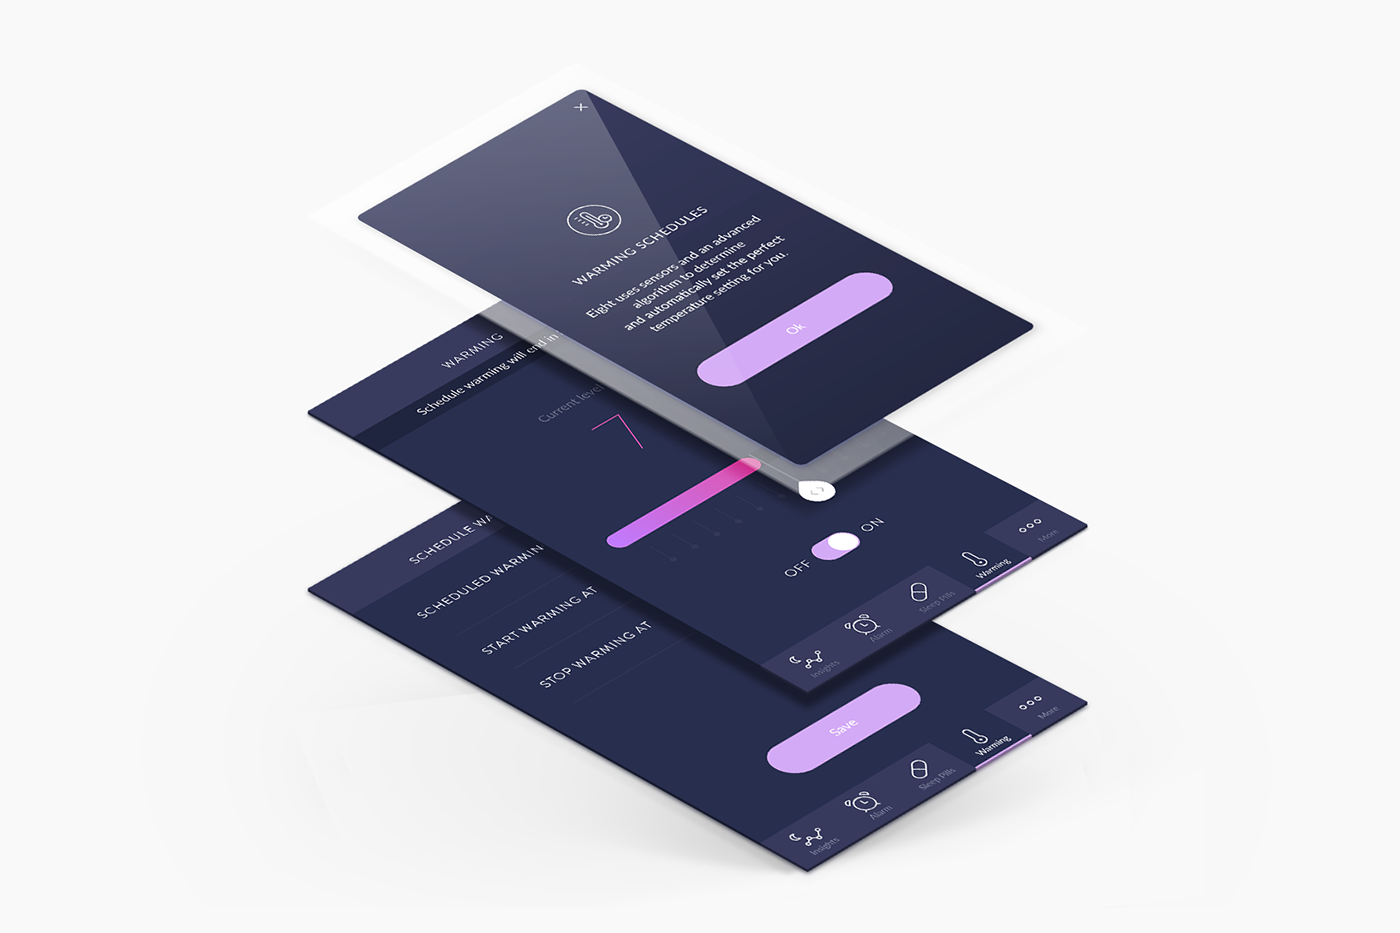 WARMING SCHEDULES
Eight uses sensors and an advanced
algorithm to determine
and automatically set the perfect
temperature setting for you.
Ok
WARMING
Schedule warming will end in
Current level
7
OFF
ON
Insights
Alarm
Sleep Pills
Warming
More
SCHEDULE WA
SCHEDULED WARMIN
START WARMING AT
STOP WARMING AT
Save
Insights
Alarm
Sleep Pills
Warming
More